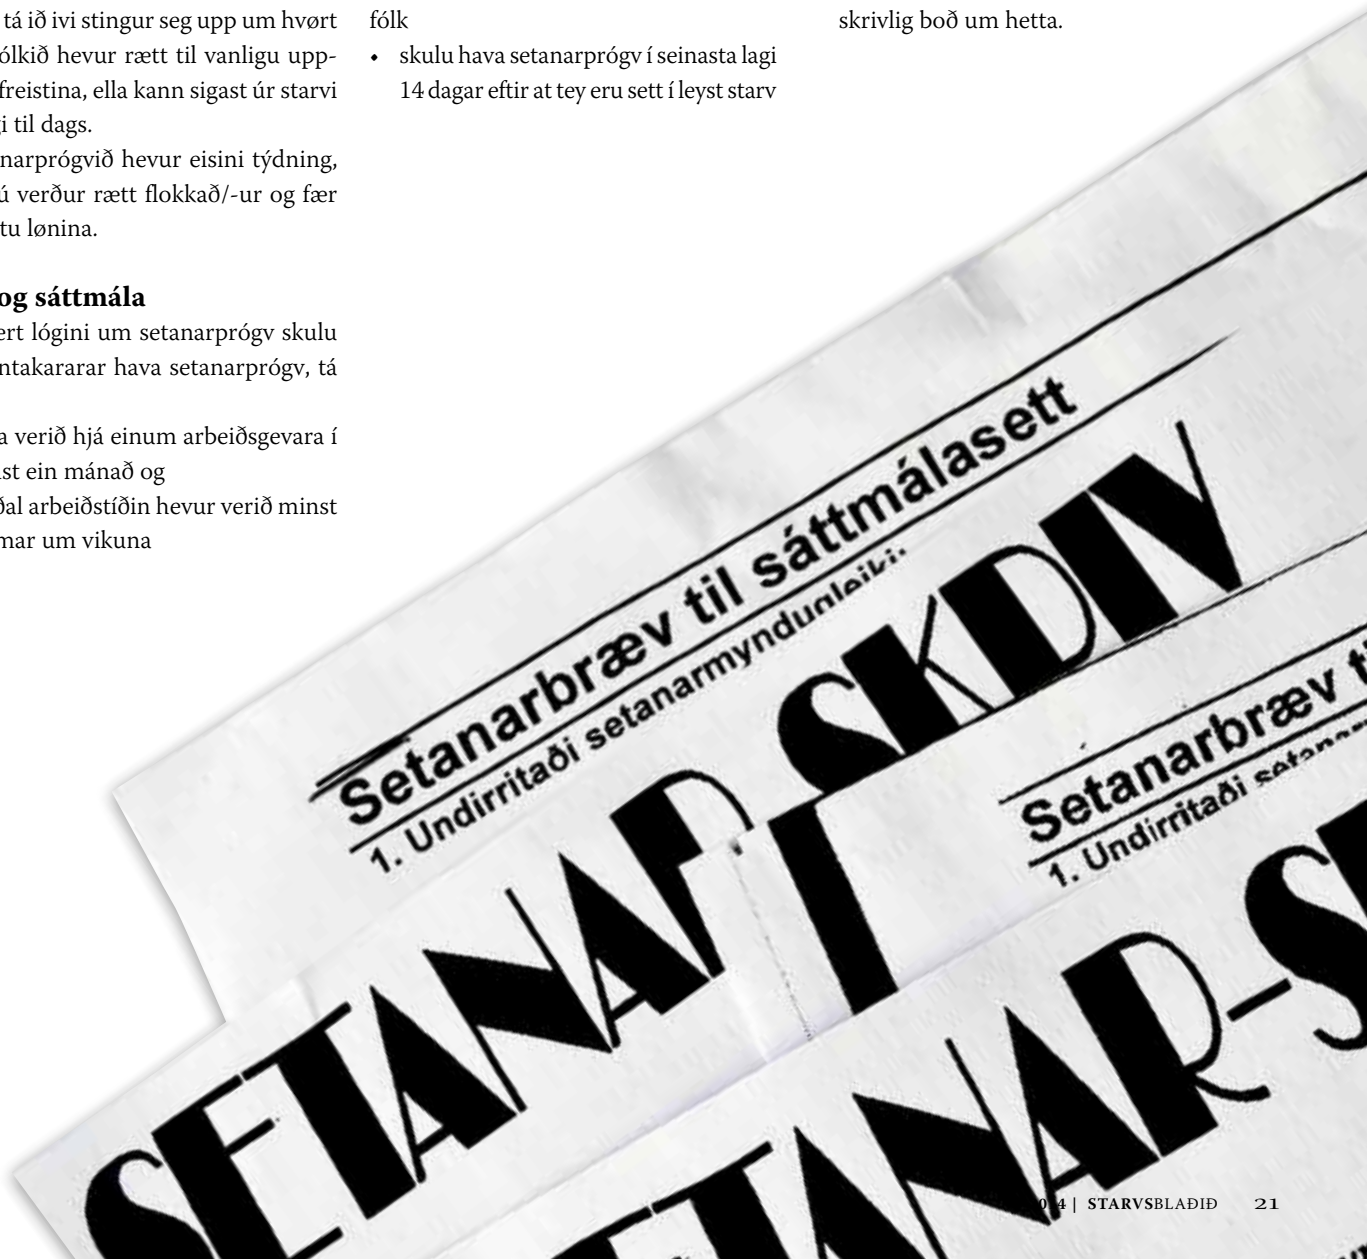 tá ið ivi stingur seg upp um hvørt
ólkið hevur rætt til vanligu upp-
freistina, ella kann sigast úr starvi
i til dags.
narprógvið hevur eisini týdning,
ú verður rætt flokkað/-ur og fær
tu lønina.
og sáttmála
ert lógini um setanarprógv skulu
ntakararar hava setanarprógv, tá
a verið hjá einum arbeiðsgevara í
st ein mánað og
ðal arbeiðstíðin hevur verið minst
mar um vikuna
fólk
• skulu hava setanarprógv í seinasta lagi
14 dagar eftir at tey eru sett í leyst starv
skrivlig boð um hetta.
Setanarbræv til sáttmálasett
1. Undirritaði setanarmyndugleiki:
SETANAR
Setanarbræv ti
1. Undirritaði setanar
ETANAR-S
4 | STARVSBLAÐIÐ 21